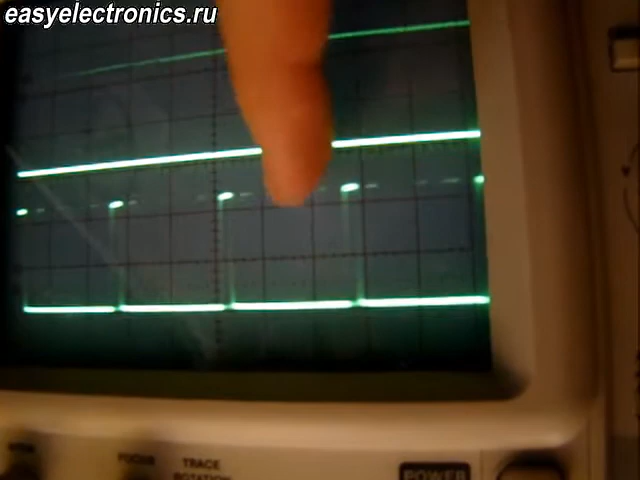 easyelectronics.ru
FOCUS
TRACE
ROTATION
POWER